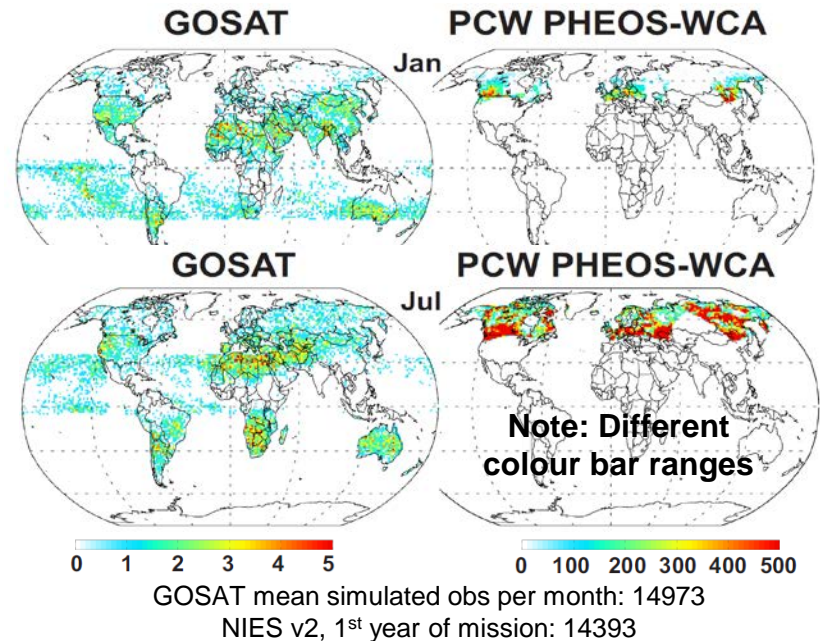 GOSAT PCW PHEOS-WCA
Jan
GOSAT PCW PHEOS-WCA
Jul
Note: Different
colour bar ranges
0 1 2 3 4 5 0 100 200 300 400 500
GOSAT mean simulated obs per month: 14973
NIES v2, 1st year of mission: 14393